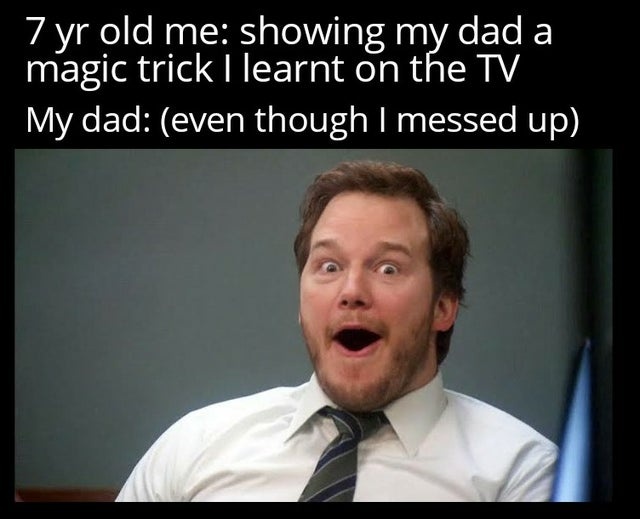 7 yr old me: showing my dad a
magic trick I learnt on the TV
My dad: (even though I messed up)